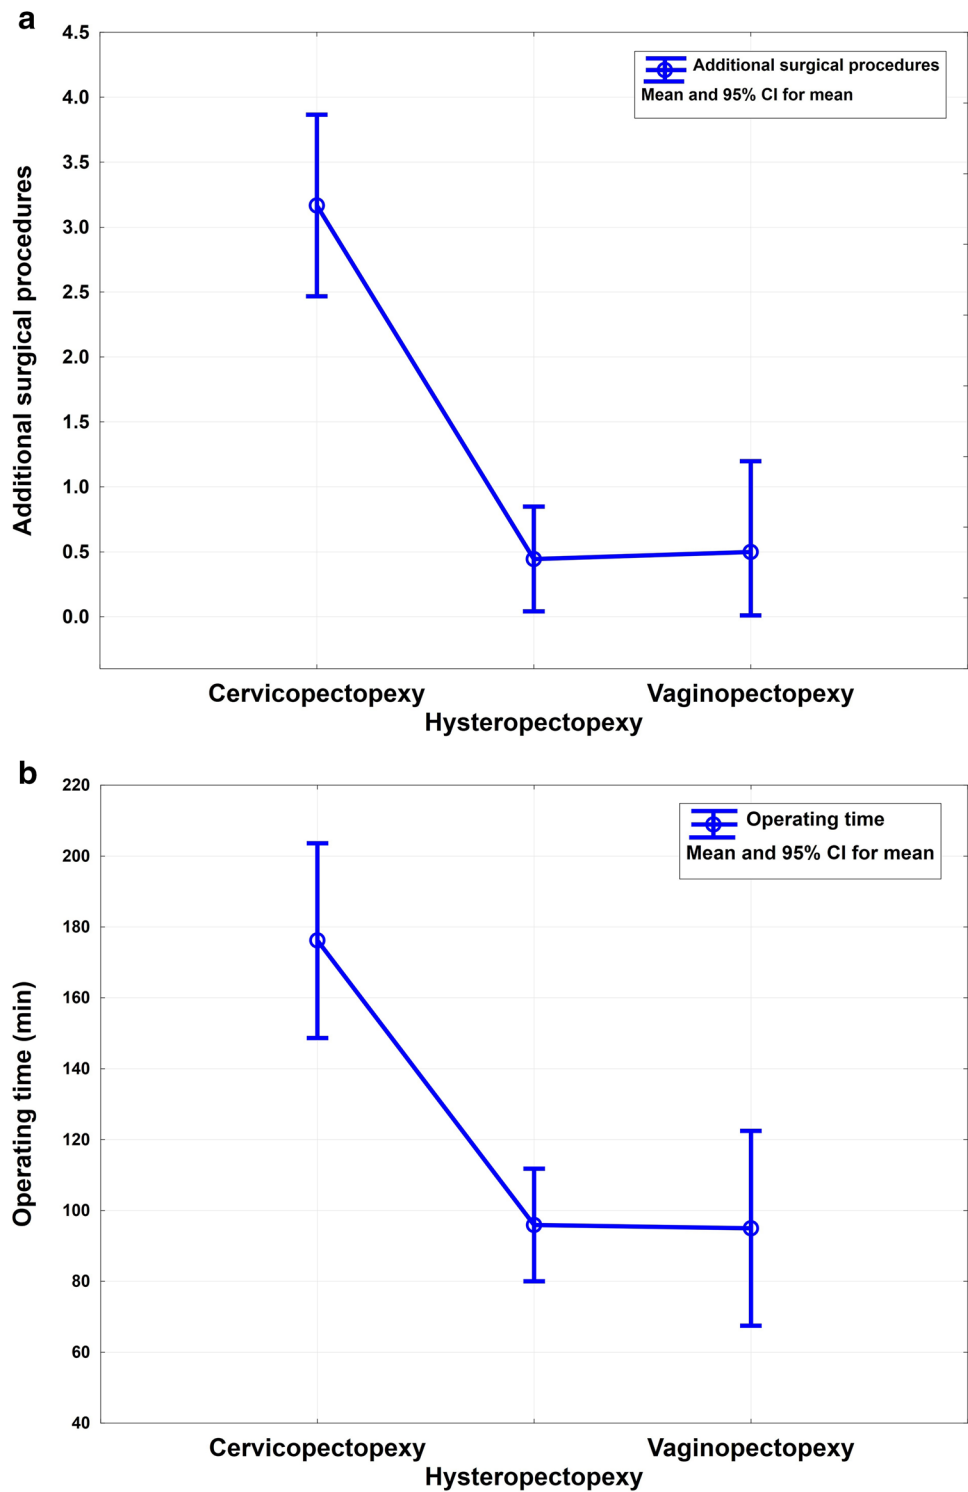 a
4.5
4.0
3.5
3.0
2.5
2.0
1.5
1.0
0.5
0.0
Additional surgical procedures
Additional surgical procedures
Mean and 95% CI for mean
Cervicopectopexy
Hysteropectopexy
Vaginopectopexy
b
220
200
180
160
140
120
100
80
60
40
Operating time (min)
Operating time
Mean and 95% CI for mean
Cervicopectopexy
Hysteropectopexy
Vaginopectopexy